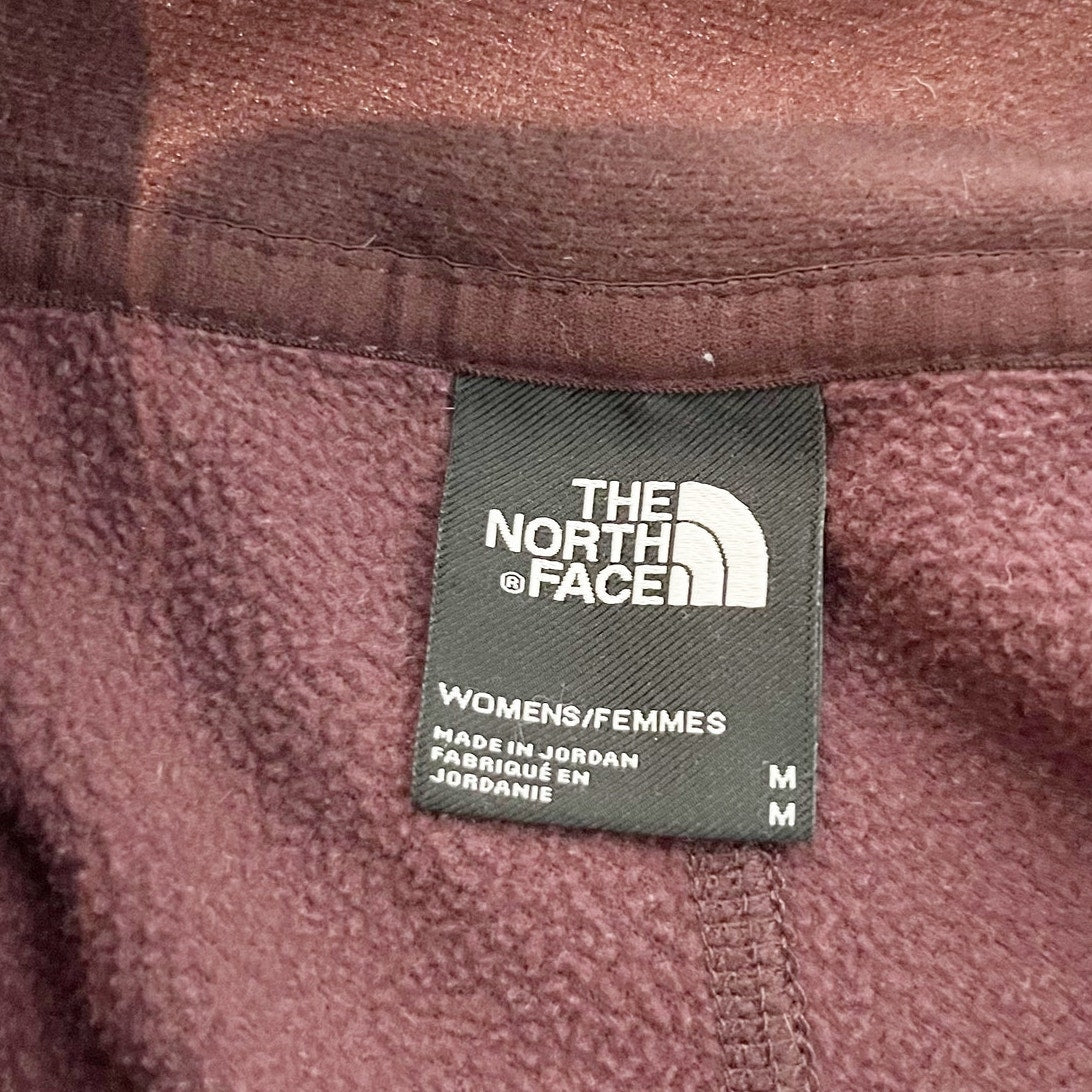 THE
NORTH
®FACE
WOMENS/FEMMES
MADE IN JORDAN
FABRIQUÉ EN
JORDANIE
M
M